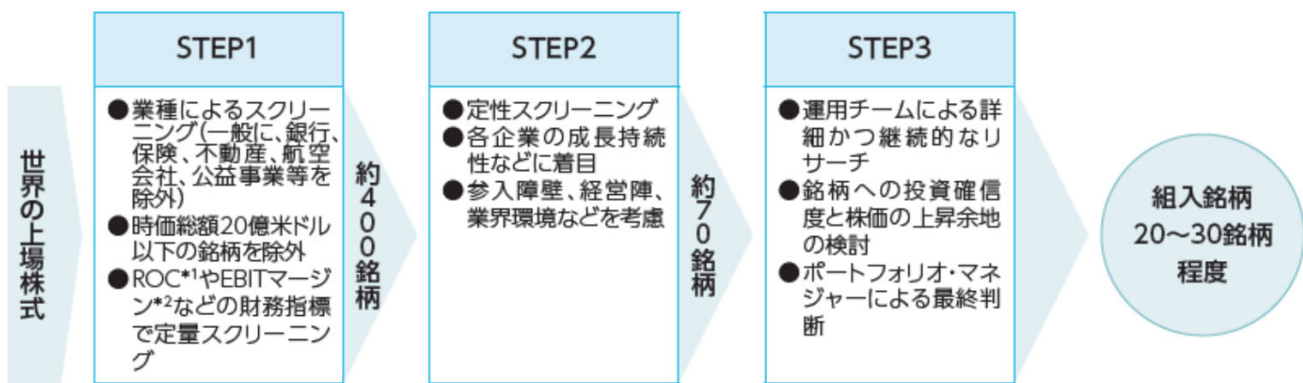 世界の上場株式
STEP1
●業種によるスクリー
ニング(一般に、銀行、
保険、不動産、航空
会社、公益事業等を
除外)
●時価総額20億米ドル
以下の銘柄を除外
●ROC*1やEBITマージ
ン*2などの財務指標
で定量スクリーニン
グ
約400銘柄
STEP2
●定性スクリーニング
●各企業の成長持続
性などに着目
●参入障壁、経営陣、
業界環境などを考慮
約70銘柄
STEP3
●運用チームによる詳
細かつ継続的なリ
サーチ
●銘柄への投資確信
度と株価の上昇余地
の検討
●ポートフォリオ・マネ
ジャーによる最終判
断
組入銘柄
20〜30銘柄
程度